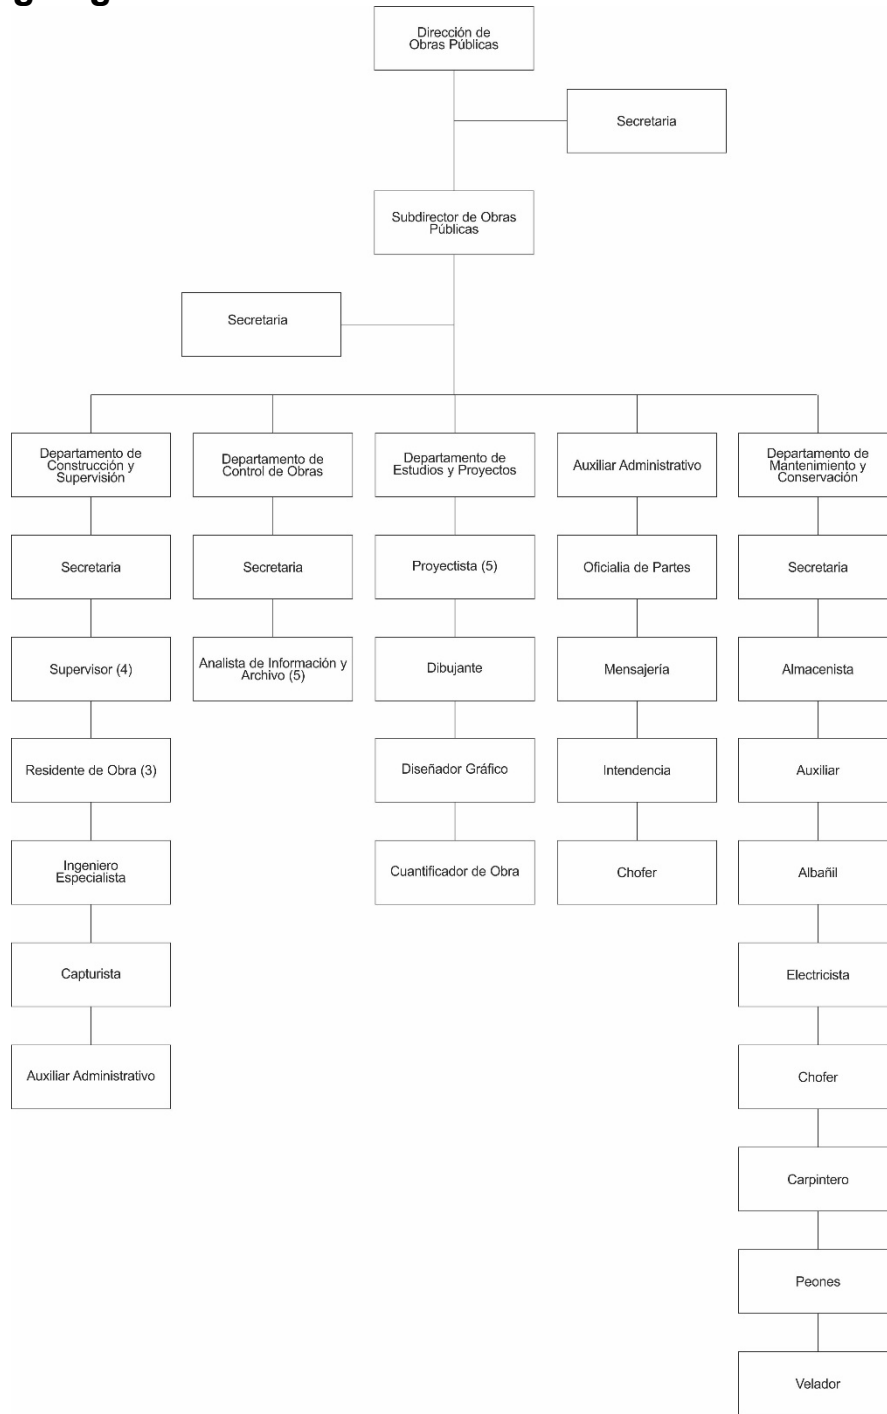 Dirección de
Obras Públicas
Secretaria
Subdirector de Obras
Públicas
Secretaria
Departamento de
Construcción y
Supervisión
Departamento de
Control de Obras
Departamento de
Estudios y Proyectos
Auxiliar Administrativo
Departamento de
Mantenimiento y
Conservación
Secretaria
Secretaria
Proyectista (5)
Oficialia de Partes
Secretaria
Supervisor (4)
Analista de Información y
Archivo (5)
Dibujante
Mensajería
Almacenista
Residente de Obra (3)
Diseñador Gráfico
Intendencia
Auxiliar
Ingeniero
Especialista
Cuantificador de Obra
Chofer
Albañil
Capturista
Electricista
Auxiliar Administrativo
Chofer
Carpintero
Peones
Velador